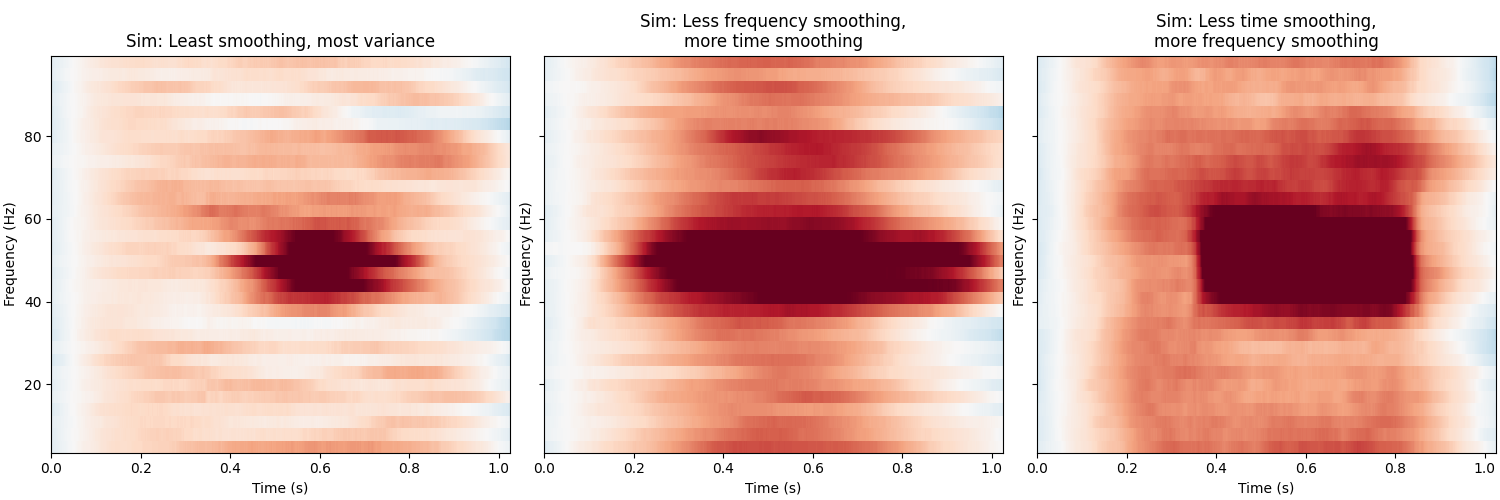 Sim: Least smoothing, most variance
Sim: Less frequency smoothing,
more time smoothing
Sim: Less time smoothing,
more frequency smoothing
Frequency (Hz)
80
60
40
20
0.0 0.2 0.4 0.6 0.8 1.0
Time (s)
Frequency (Hz)
0.0 0.2 0.4 0.6 0.8 1.0
Time (s)
Frequency (Hz)
0.0 0.2 0.4 0.6 0.8 1.0
Time (s)